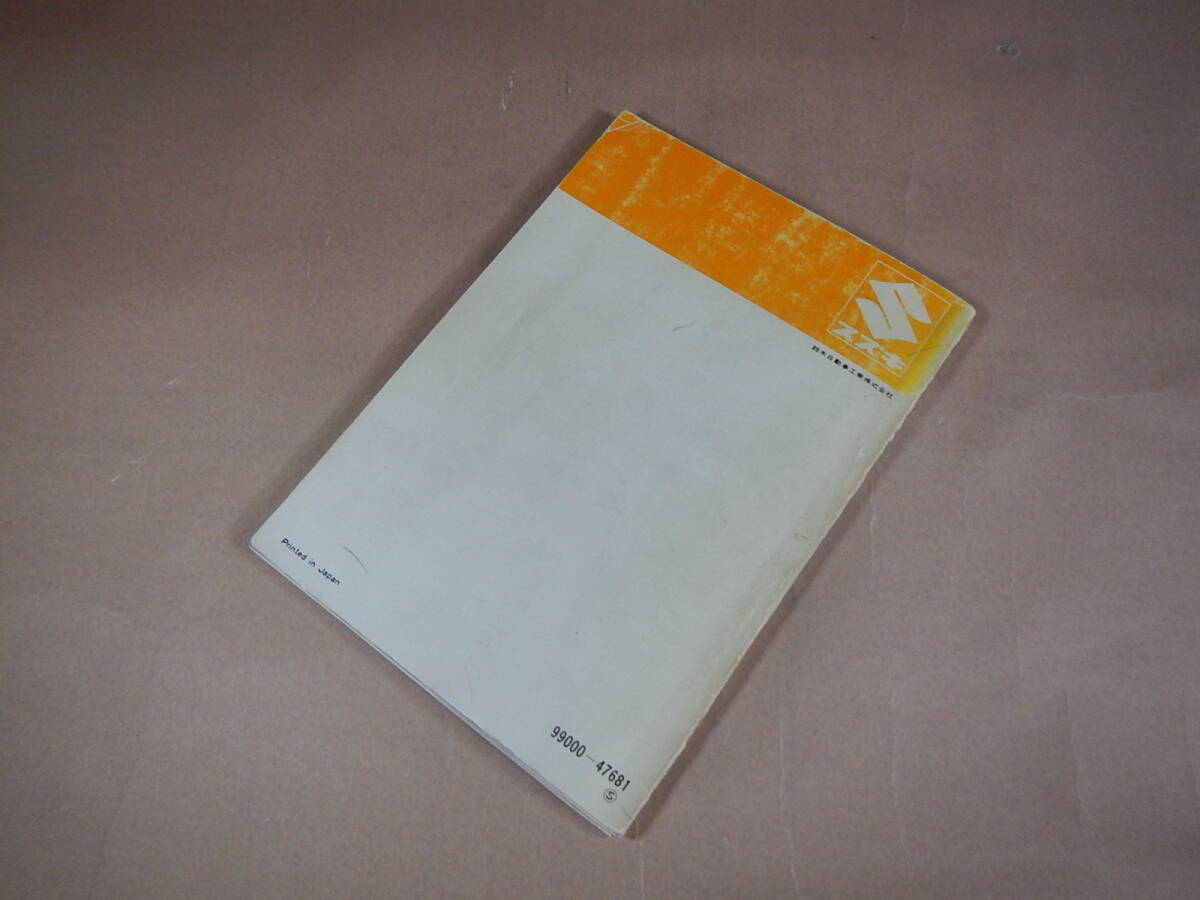 スズキ
鈴木自動車工業株式会社
Printed in Japan
99000-47681
Ⓢ